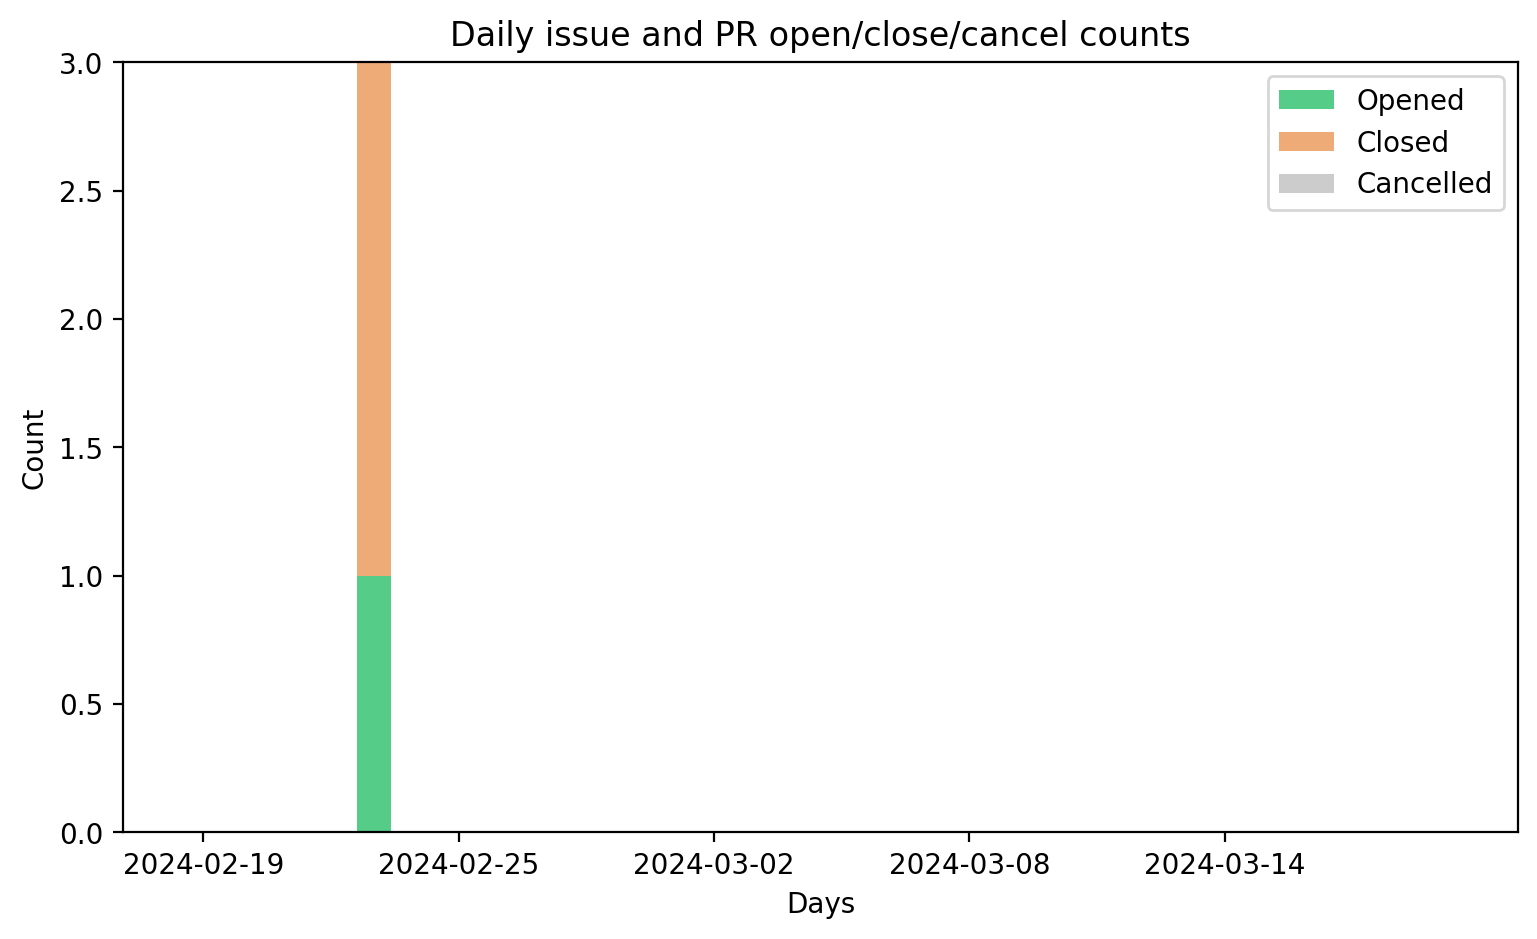 Daily issue and PR open/close/cancel counts
3.0
2.5
2.0
1.5
1.0
0.5
0.0
Count
Opened
Closed
Cancelled
2024-02-19
2024-02-25
2024-03-02
2024-03-08
2024-03-14
Days